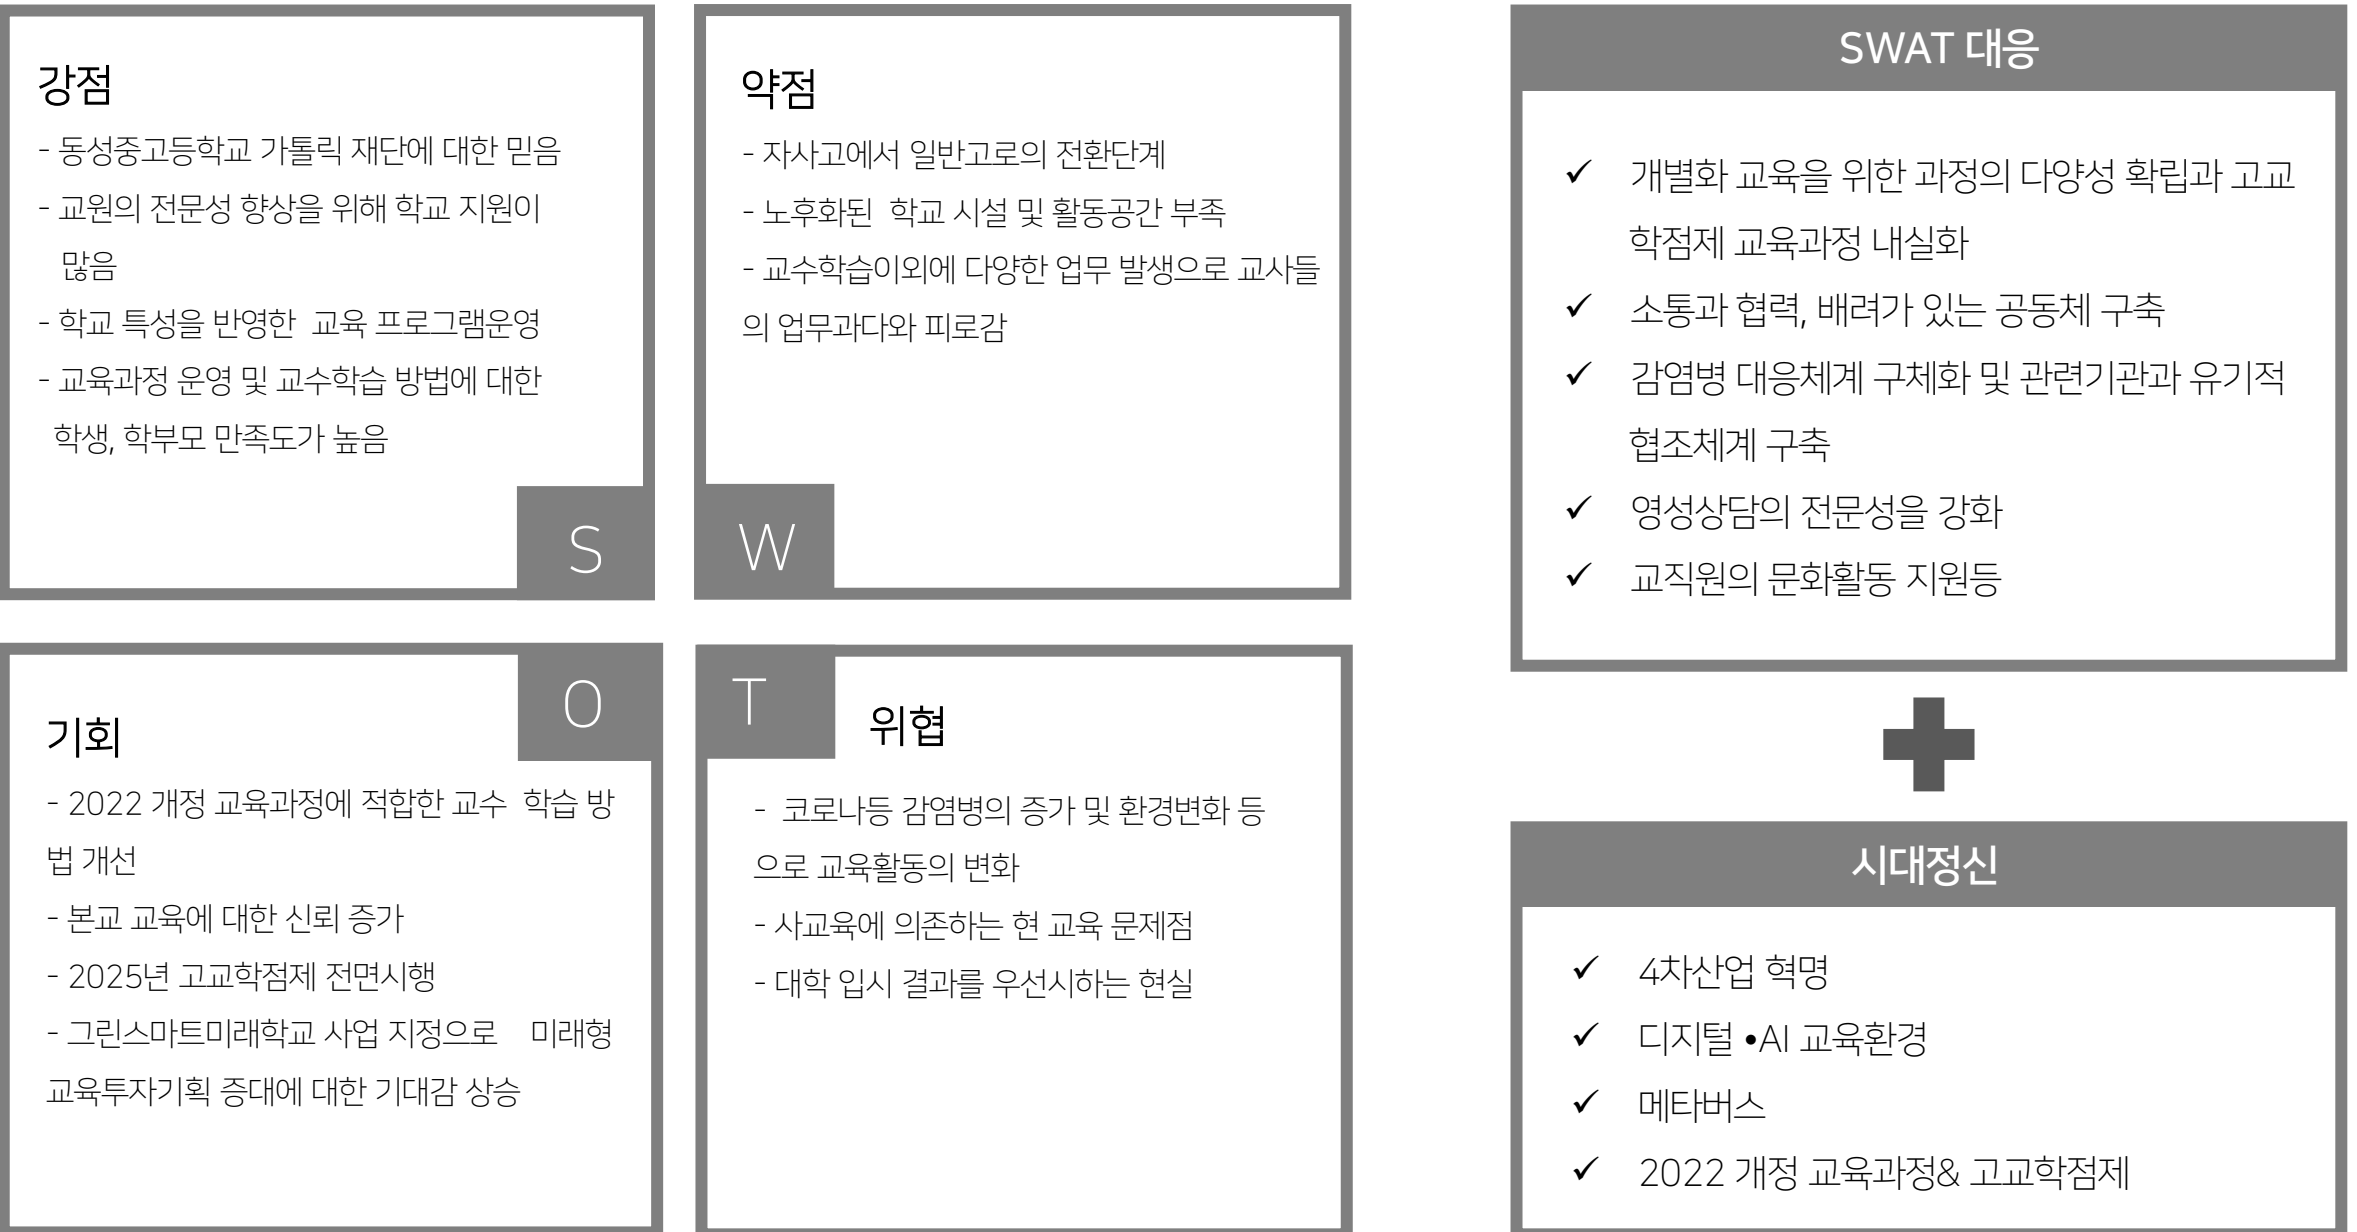 강점
- 동성중고등학교 가톨릭 재단에 대한 믿음
- 교원의 전문성 향상을 위해 학교 지원이
많음
- 학교 특성을 반영한 교육 프로그램운영
- 교육과정 운영 및 교수학습 방법에 대한
학생, 학부모 만족도가 높음
S
약점
- 자사고에서 일반고로의 전환단계
- 노후화된 학교 시설 및 활동공간 부족
- 교수학습이외에 다양한 업무 발생으로 교사들
의 업무과다와 피로감
W
기회
O
- 2022 개정 교육과정에 적합한 교수 학습 방
법 개선
- 본교 교육에 대한 신뢰 증가
- 2025년 고교학점제 전면시행
- 그린스마트미래학교 사업 지정으로 미래형
교육투자기획 증대에 대한 기대감 상승
T
위협
- 코로나등 감염병의 증가 및 환경변화 등
으로 교육활동의 변화
- 사교육에 의존하는 현 교육 문제점
- 대학 입시 결과를 우선시하는 현실
SWAT 대응
✓ 개별화 교육을 위한 과정의 다양성 확립과 고교
학점제 교육과정 내실화
✓ 소통과 협력, 배려가 있는 공동체 구축
✓ 감염병 대응체계 구체화 및 관련기관과 유기적
협조체계 구축
✓ 영성상담의 전문성을 강화
✓ 교직원의 문화활동 지원등
시대정신
✓ 4차산업 혁명
✓ 디지털 •AI 교육환경
✓ 메타버스
✓ 2022 개정 교육과정& 고교학점제